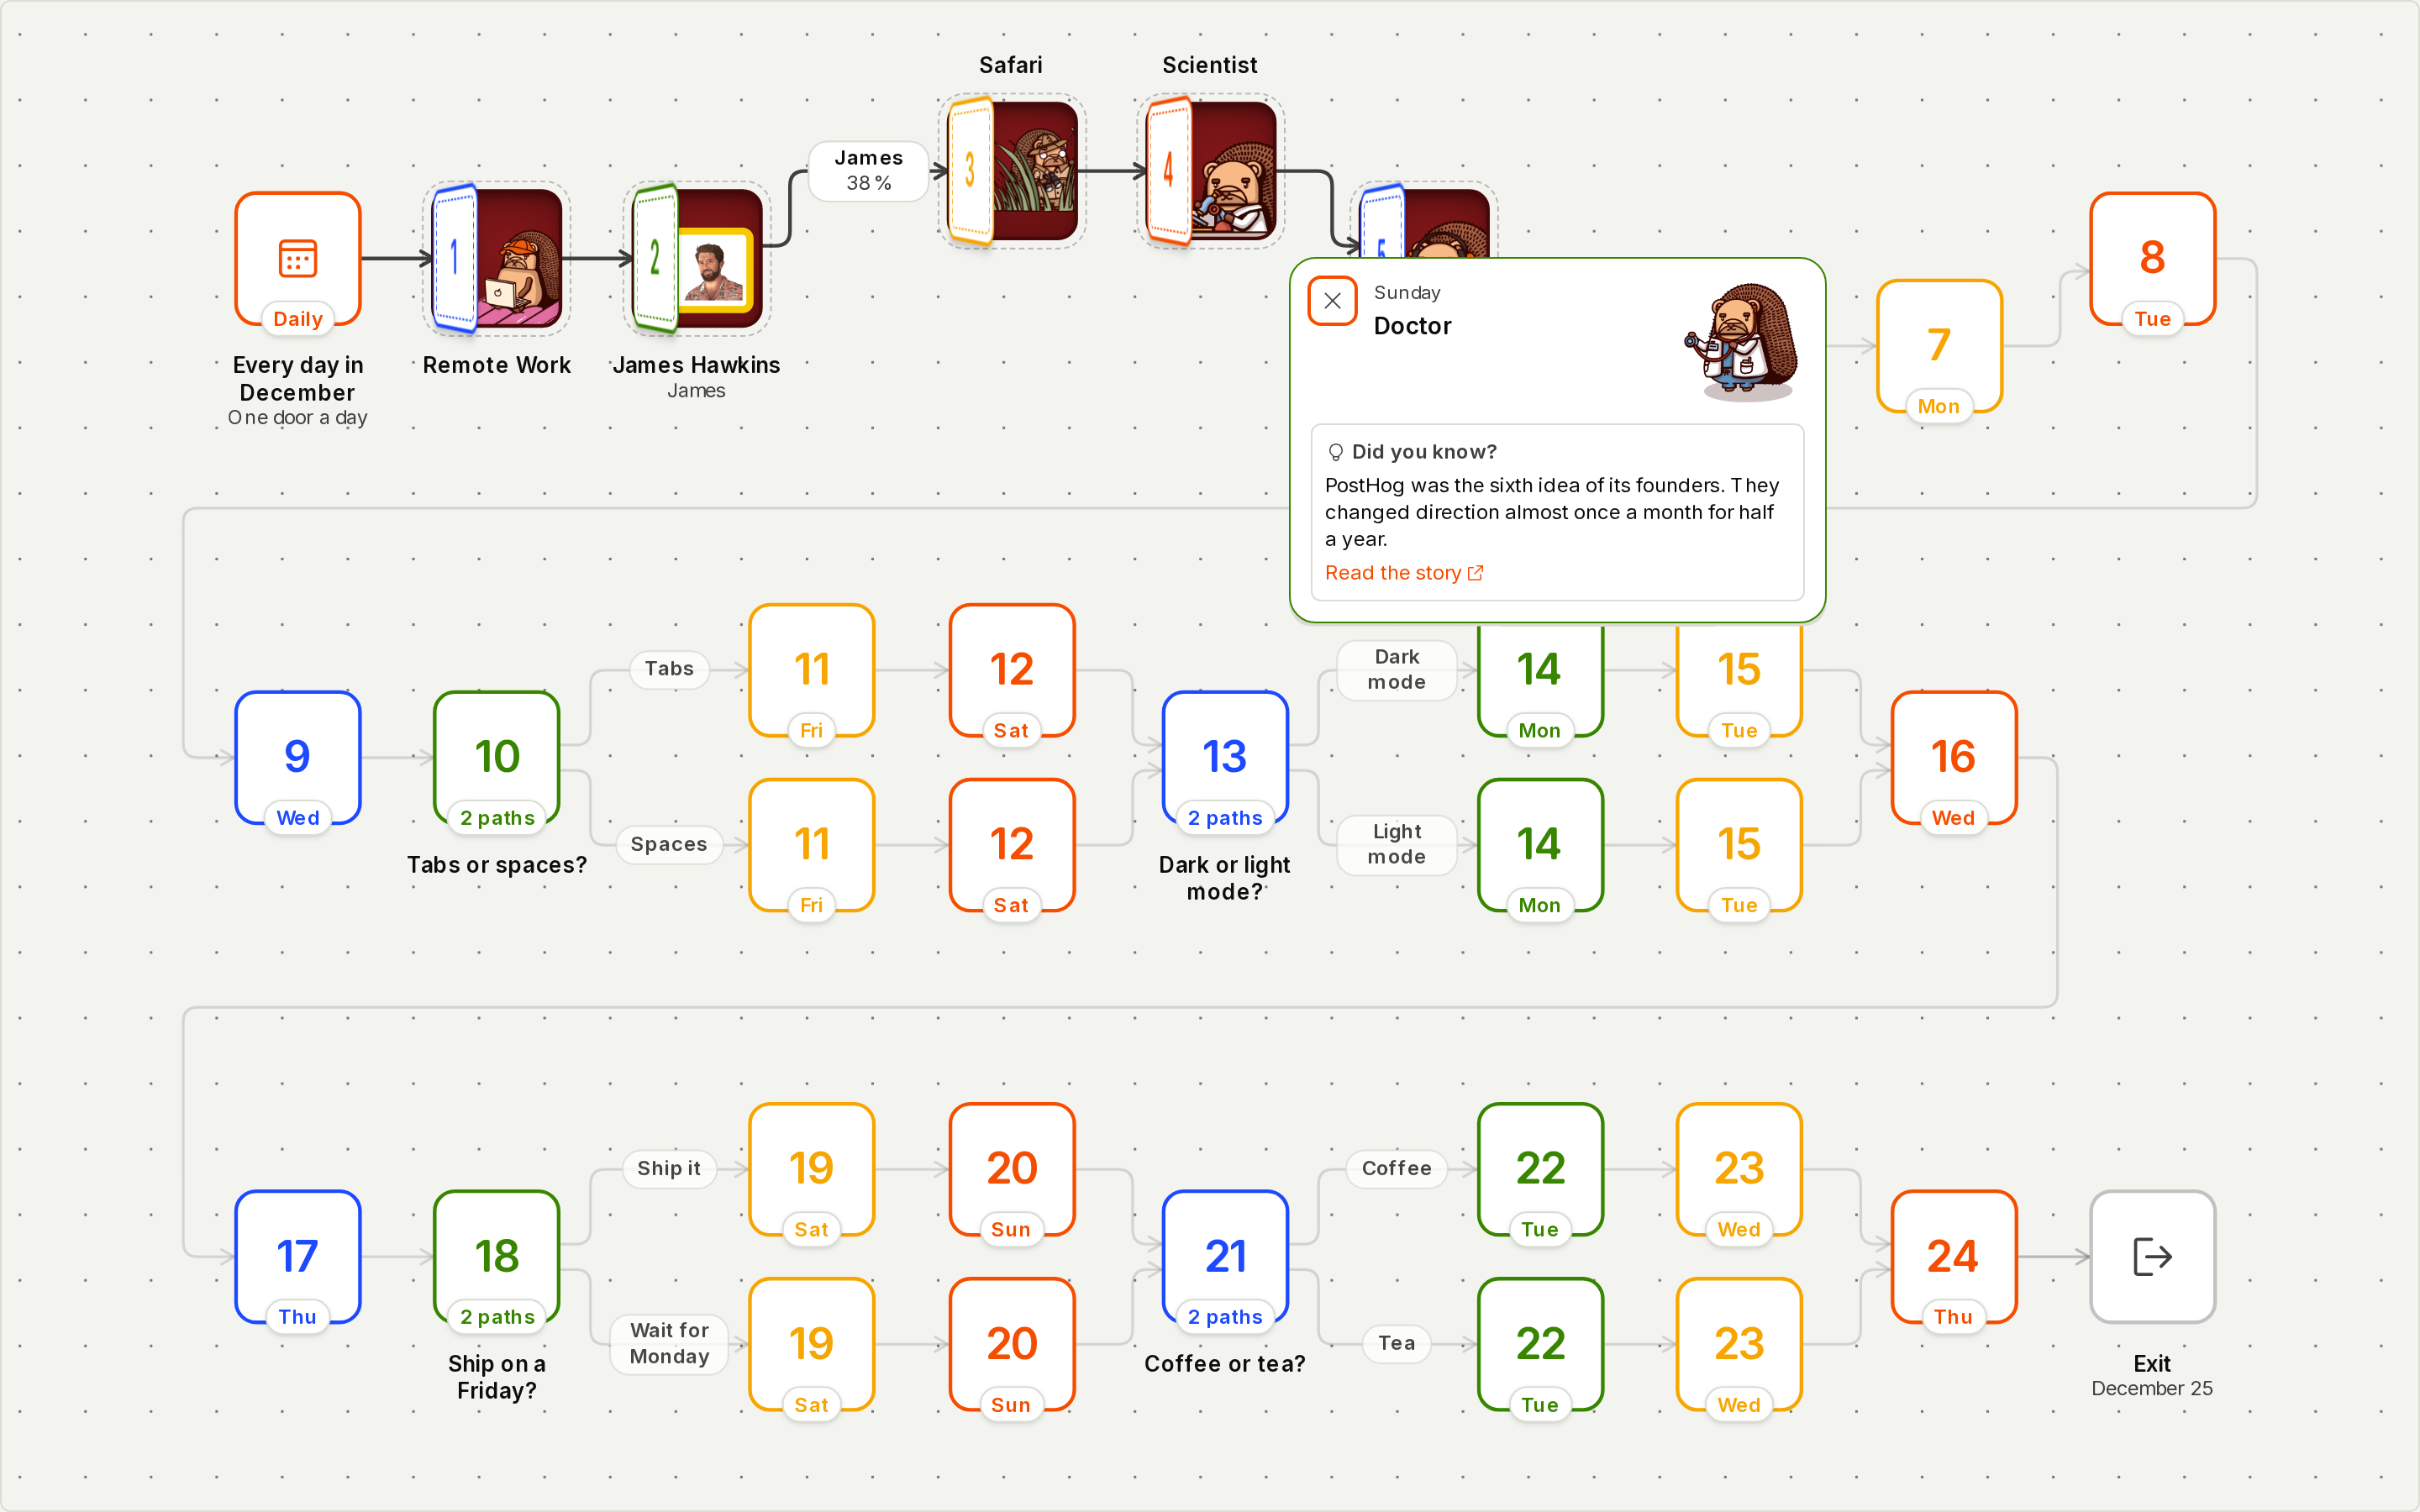 Safari
Scientist
James
38%
3
4
Daily
1
2
5
Every day in
December
One door a day
Remote Work
James Hawkins
James
Sunday
Doctor
Did you know?
PostHog was the sixth idea of its founders. They
changed direction almost once a month for half
a year.
Read the story
7
Mon
8
Tue
9
Wed
10
2 paths
Tabs or spaces?
Tabs
11
Fri
12
Sat
Spaces
11
Fri
12
Sat
13
2 paths
Dark or light
mode?
Dark
mode
14
Mon
15
Tue
Light
mode
14
Mon
15
Tue
16
Wed
17
Thu
18
2 paths
Ship on a
Friday?
Ship it
19
Sat
20
Sun
Wait for
Monday
19
Sat
20
Sun
21
2 paths
Coffee or tea?
Coffee
22
Tue
23
Wed
Tea
22
Tue
23
Wed
24
Thu
Exit
December 25